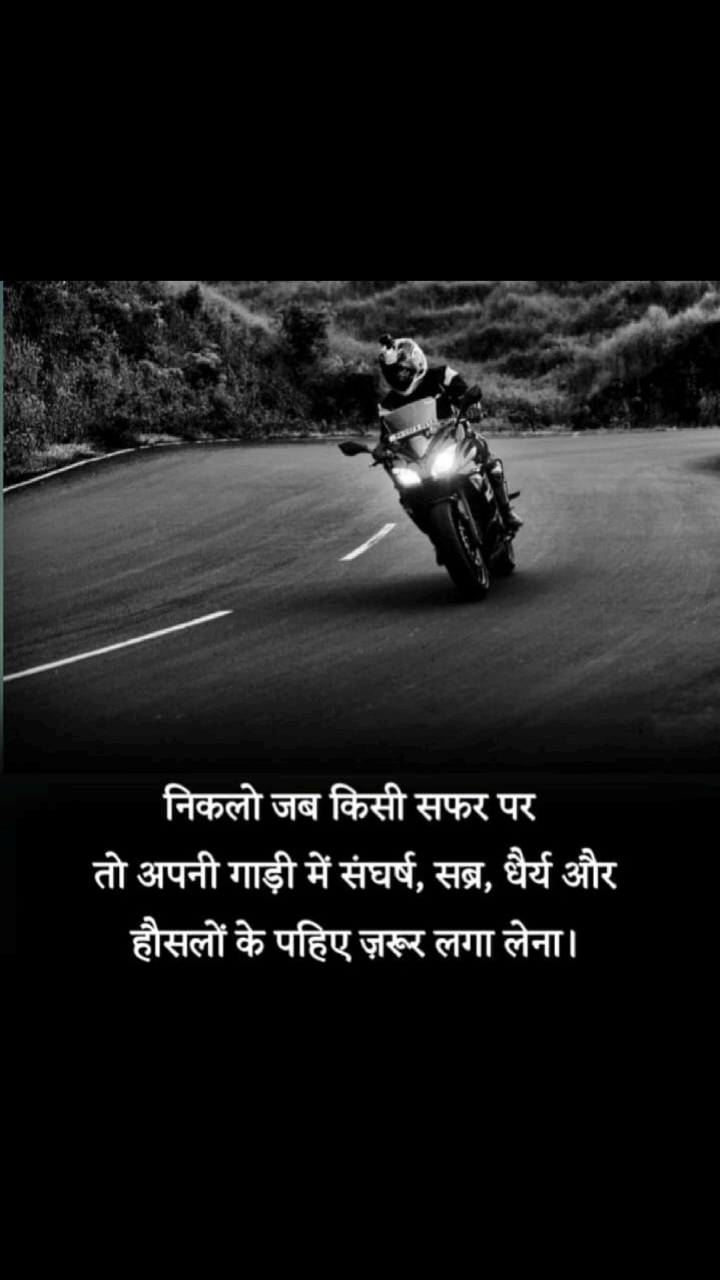 निकलो जब किसी सफर पर
तो अपनी गाड़ी में संघर्ष, सब्र, धैर्य और
हौसलों के पहिए ज़रूर लगा लेना।